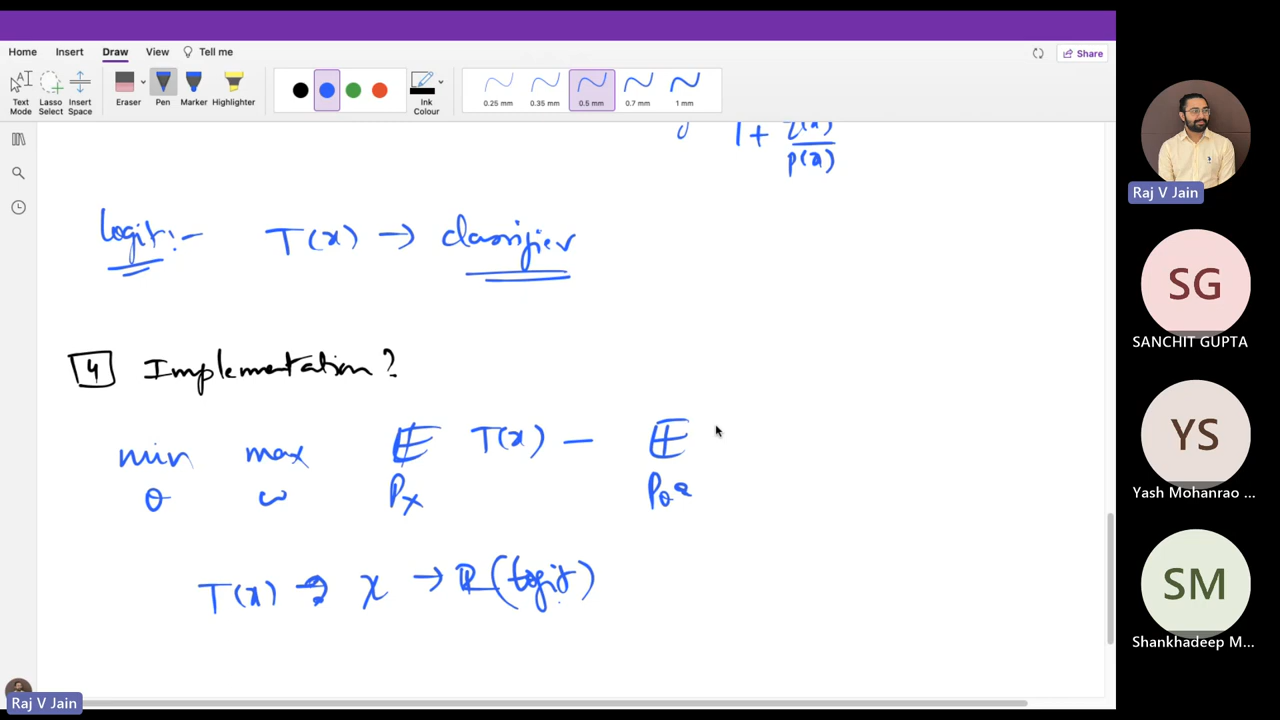 Home Insert Draw View Tell me
Share
Text Mode
Lasso Select
Insert Space
Eraser
Pen
Marker
Highlighter
Ink Colour
0.25 mm
0.35 mm
0.5 mm
0.7 mm
1 mm
1 +
p(x)
logit:- T(x) → classifier
4 Implementation?
min max 𝔼 T(x) - 𝔼
θ ω Px Pθ
T(x) → X → ℝ (logit)
Raj V Jain
Raj V Jain
SG
SANCHIT GUPTA
YS
Yash Mohanrao ...
SM
Shankhadeep M...